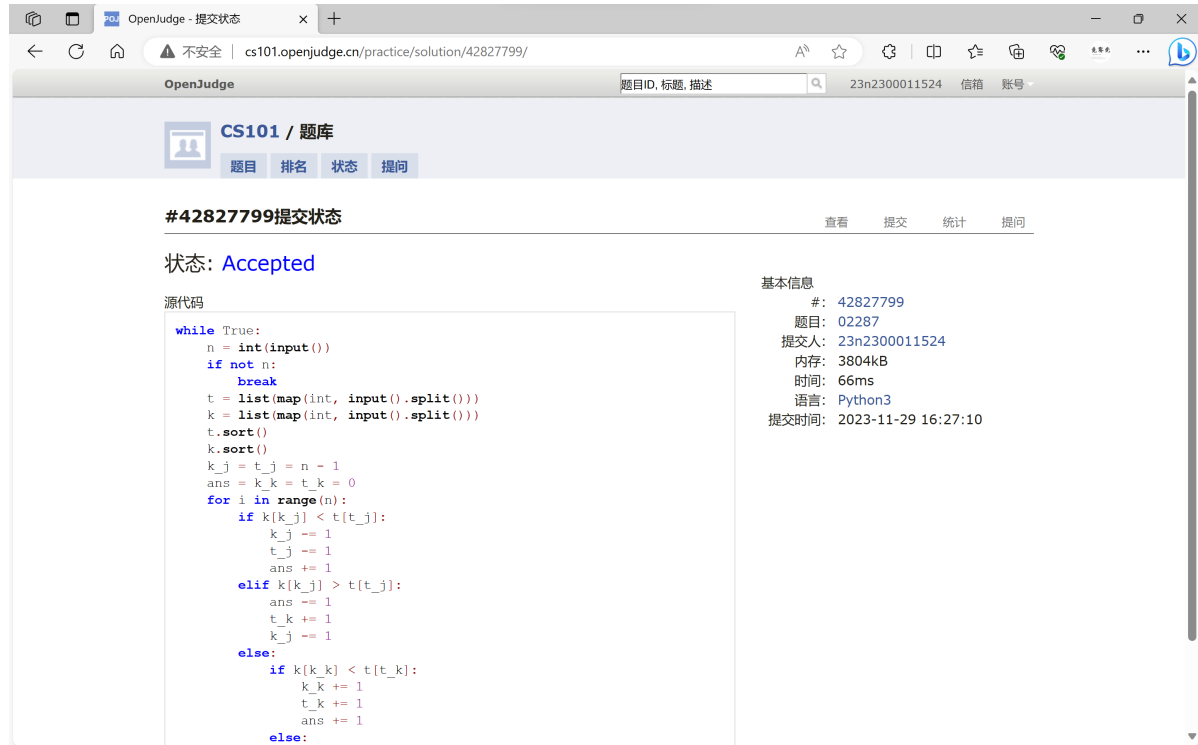 OpenJudge - 提交状态
不安全 | cs101.openjudge.cn/practice/solution/42827799/
OpenJudge 题目ID, 标题, 描述 23n2300011524 信箱 账号
CS101 / 题库
题目 排名 状态 提问
#42827799提交状态 查看 提交 统计 提问
状态: Accepted
源代码
while True:
    n = int(input())
    if not n:
        break
    t = list(map(int, input().split()))
    k = list(map(int, input().split()))
    t.sort()
    k.sort()
    k_j = t_j = n - 1
    ans = k_k = t_k = 0
    for i in range(n):
        if k[k_j] < t[t_j]:
            k_j -= 1
            t_j -= 1
            ans += 1
        elif k[k_j] > t[t_j]:
            ans -= 1
            t_k += 1
            k_j -= 1
        else:
            if k[k_k] < t[t_k]:
                k_k += 1
                t_k += 1
                ans += 1
            else:
基本信息
#: 42827799
题目: 02287
提交人: 23n2300011524
内存: 3804kB
时间: 66ms
语言: Python3
提交时间: 2023-11-29 16:27:10